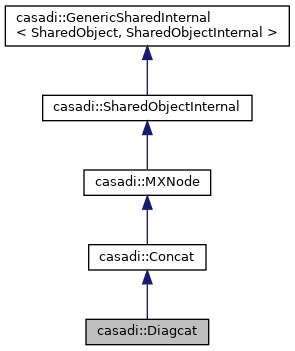 casadi::GenericSharedInternal
< SharedObject, SharedObjectInternal >
casadi::SharedObjectInternal
casadi::MXNode
casadi::Concat
casadi::Diagcat